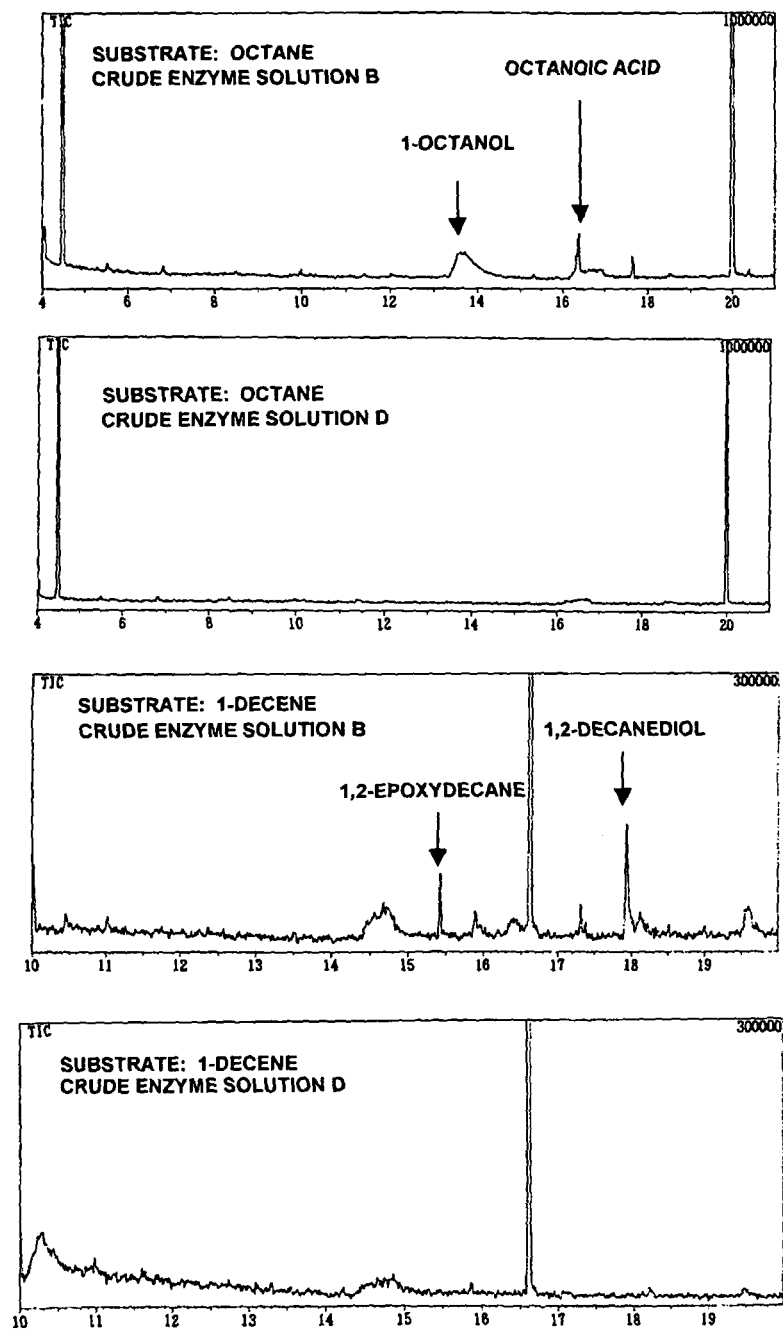 TIC 1000000
SUBSTRATE: OCTANE
CRUDE ENZYME SOLUTION B
OCTANOIC ACID
1-OCTANOL
4 6 8 10 12 14 16 18 20
TIC 1000000
SUBSTRATE: OCTANE
CRUDE ENZYME SOLUTION D
4 6 8 10 12 14 16 18 20
TIC 300000
SUBSTRATE: 1-DECENE
CRUDE ENZYME SOLUTION B
1,2-DECANEDIOL
1,2-EPOXYDECANE
10 11 12 13 14 15 16 17 18 19
TIC 300000
SUBSTRATE: 1-DECENE
CRUDE ENZYME SOLUTION D
10 11 12 13 14 15 16 17 18 19